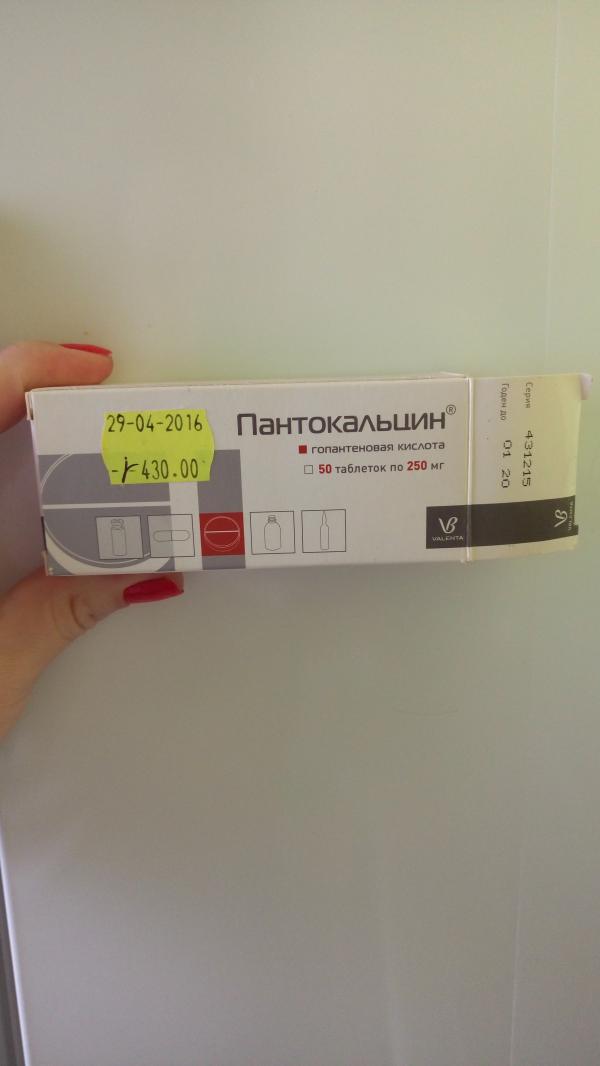 29-04-2016
-г 430.00
Пантокальцин®
гопантеновая кислота
50 таблеток по 250 мг
VALENTA
Серия 431215
Годен до 01 20
VALENTA